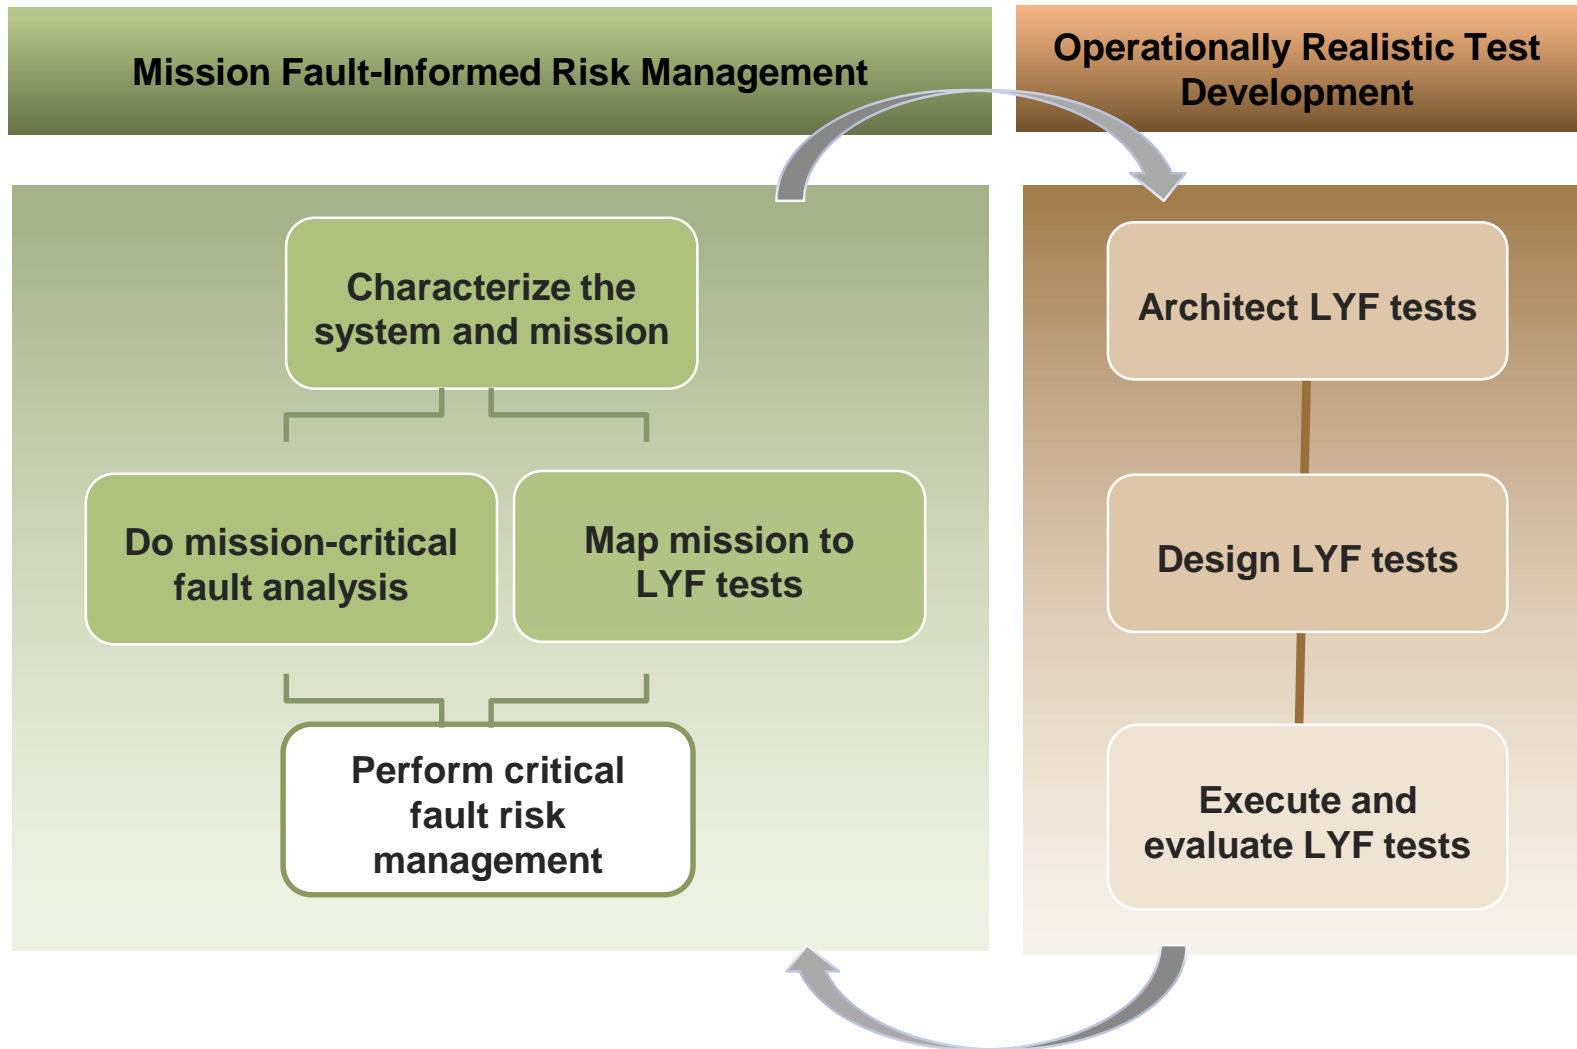 Mission Fault-Informed Risk Management
Operationally Realistic Test
Development
Characterize the
system and mission
Do mission-critical
fault analysis
Map mission to
LYF tests
Perform critical
fault risk
management
Architect LYF tests
Design LYF tests
Execute and
evaluate LYF tests